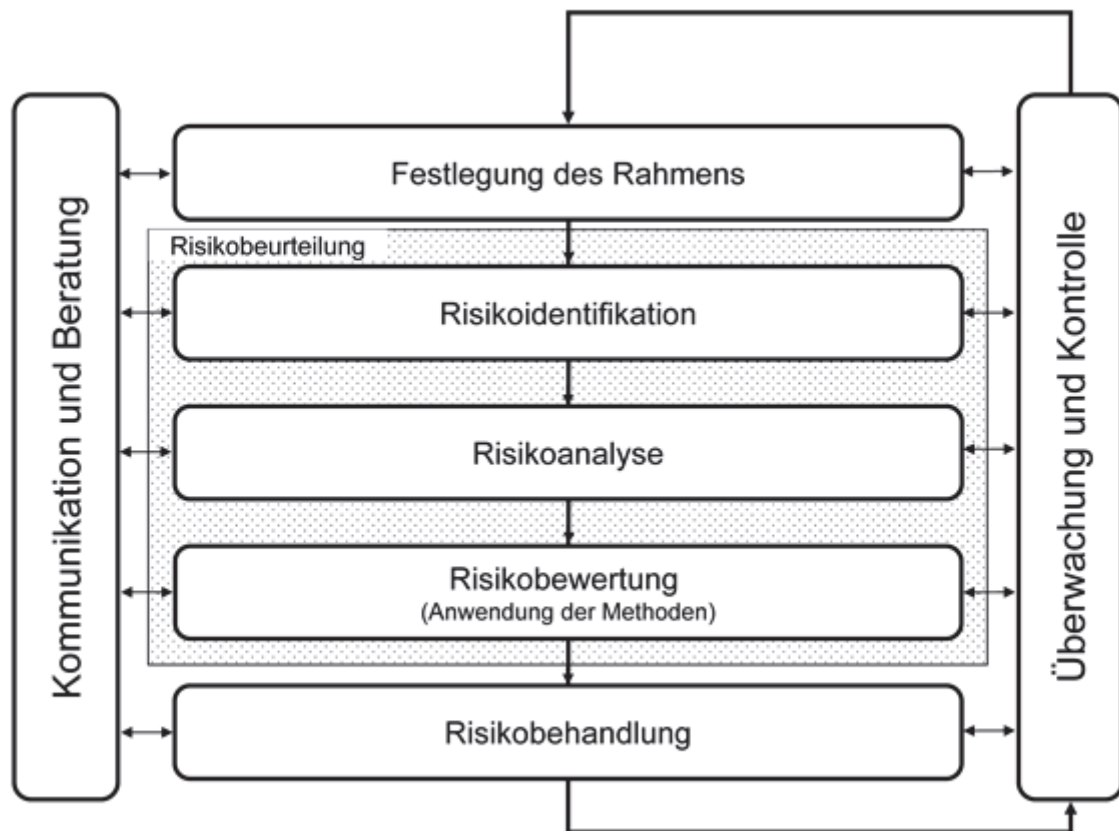 Kommunikation und Beratung
Festlegung des Rahmens
Risikobeurteilung
Risikoidentifikation
Risikoanalyse
Risikobewertung
(Anwendung der Methoden)
Risikobehandlung
Überwachung und Kontrolle